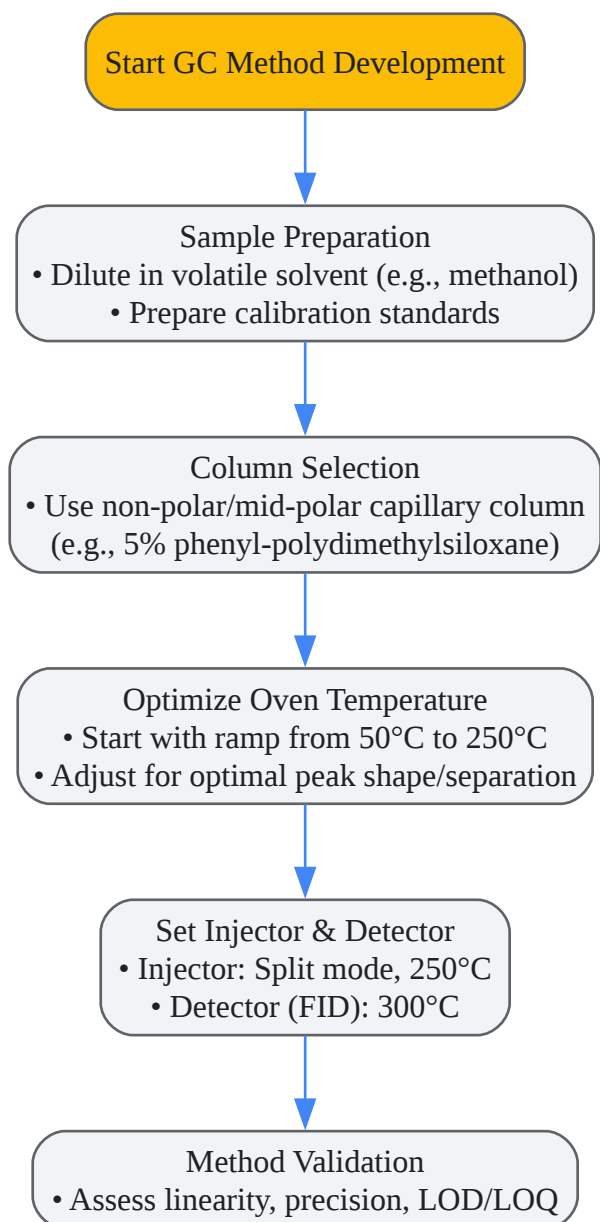 Start GC Method Development
Sample Preparation
• Dilute in volatile solvent (e.g., methanol)
• Prepare calibration standards
Column Selection
• Use non-polar/mid-polar capillary column
(e.g., 5% phenyl-polydimethylsiloxane)
Optimize Oven Temperature
• Start with ramp from 50°C to 250°C
• Adjust for optimal peak shape/separation
Set Injector & Detector
• Injector: Split mode, 250°C
• Detector (FID): 300°C
Method Validation
• Assess linearity, precision, LOD/LOQ